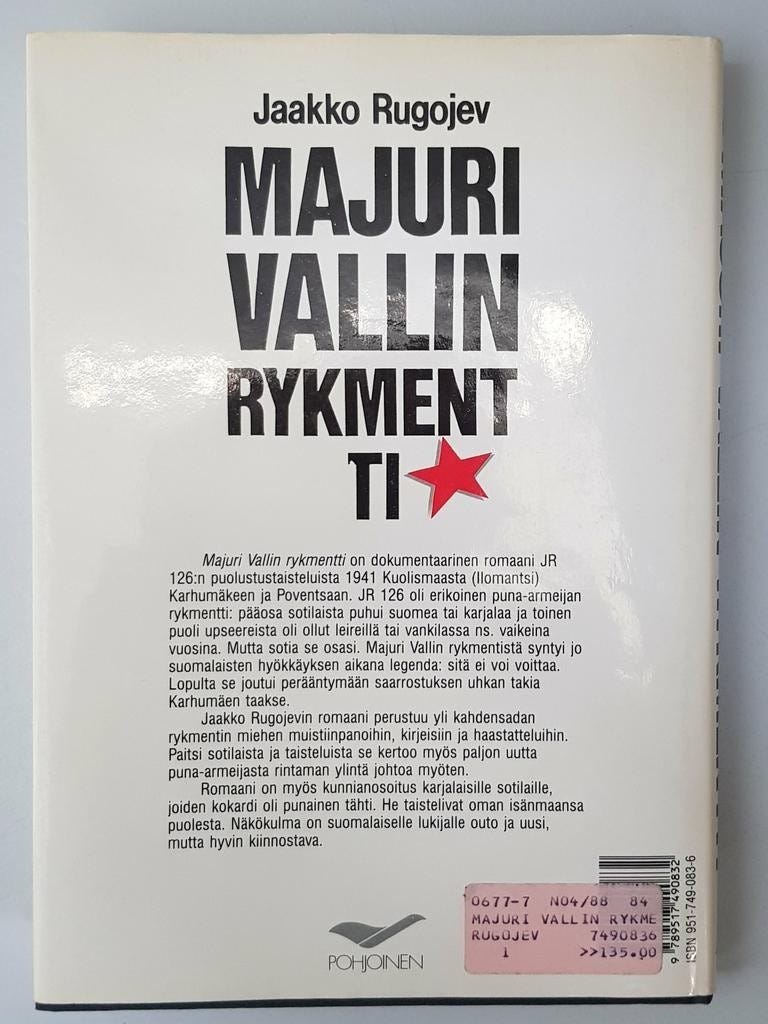 Jaakko Rugojev
MAJURI
VALLIN
RYKMENT
TI
Majuri Vallin rykmentti on dokumentaarinen romaani JR
126:n puolustustaisteluista 1941 Kuolismaasta (Ilomantsi)
Karhumäkeen ja Poventsaan. JR 126 oli erikoinen puna-armeijan
rykmentti: pääosa sotilaista puhui suomea tai karjalaa ja toinen
puoli upseereista oli ollut leireillä tai vankilassa ns. vaikeina
vuosina. Mutta sotia se osasi. Majuri Vallin rykmentistä syntyi jo
suomalaisten hyökkäyksen aikana legenda: sitä ei voi voittaa.
Lopulta se joutui perääntymään saarrostuksen uhkan takia
Karhumäen taakse.
Jaakko Rugojevin romaani perustuu yli kahdensadan
rykmentin miehen muistiinpanoihin, kirjeisiin ja haastatteluihin.
Paitsi sotilaista ja taisteluista se kertoo myös paljon uutta
puna-armeijasta rintaman ylintä johtoa myöten.
Romaani on myös kunnianosoitus karjalaisille sotilaille,
joiden kokardi oli punainen tähti. He taistelivat oman isänmaansa
puolesta. Näkökulma on suomalaiselle lukijalle outo ja uusi,
mutta hyvin kiinnostava.
POHJOINEN
0677-7 N04/88 84
MAJURI VALLIN RYKME
RUGOJEV 7490836
1 >>135.00
9 789517 490832
ISBN 951-749-083-6